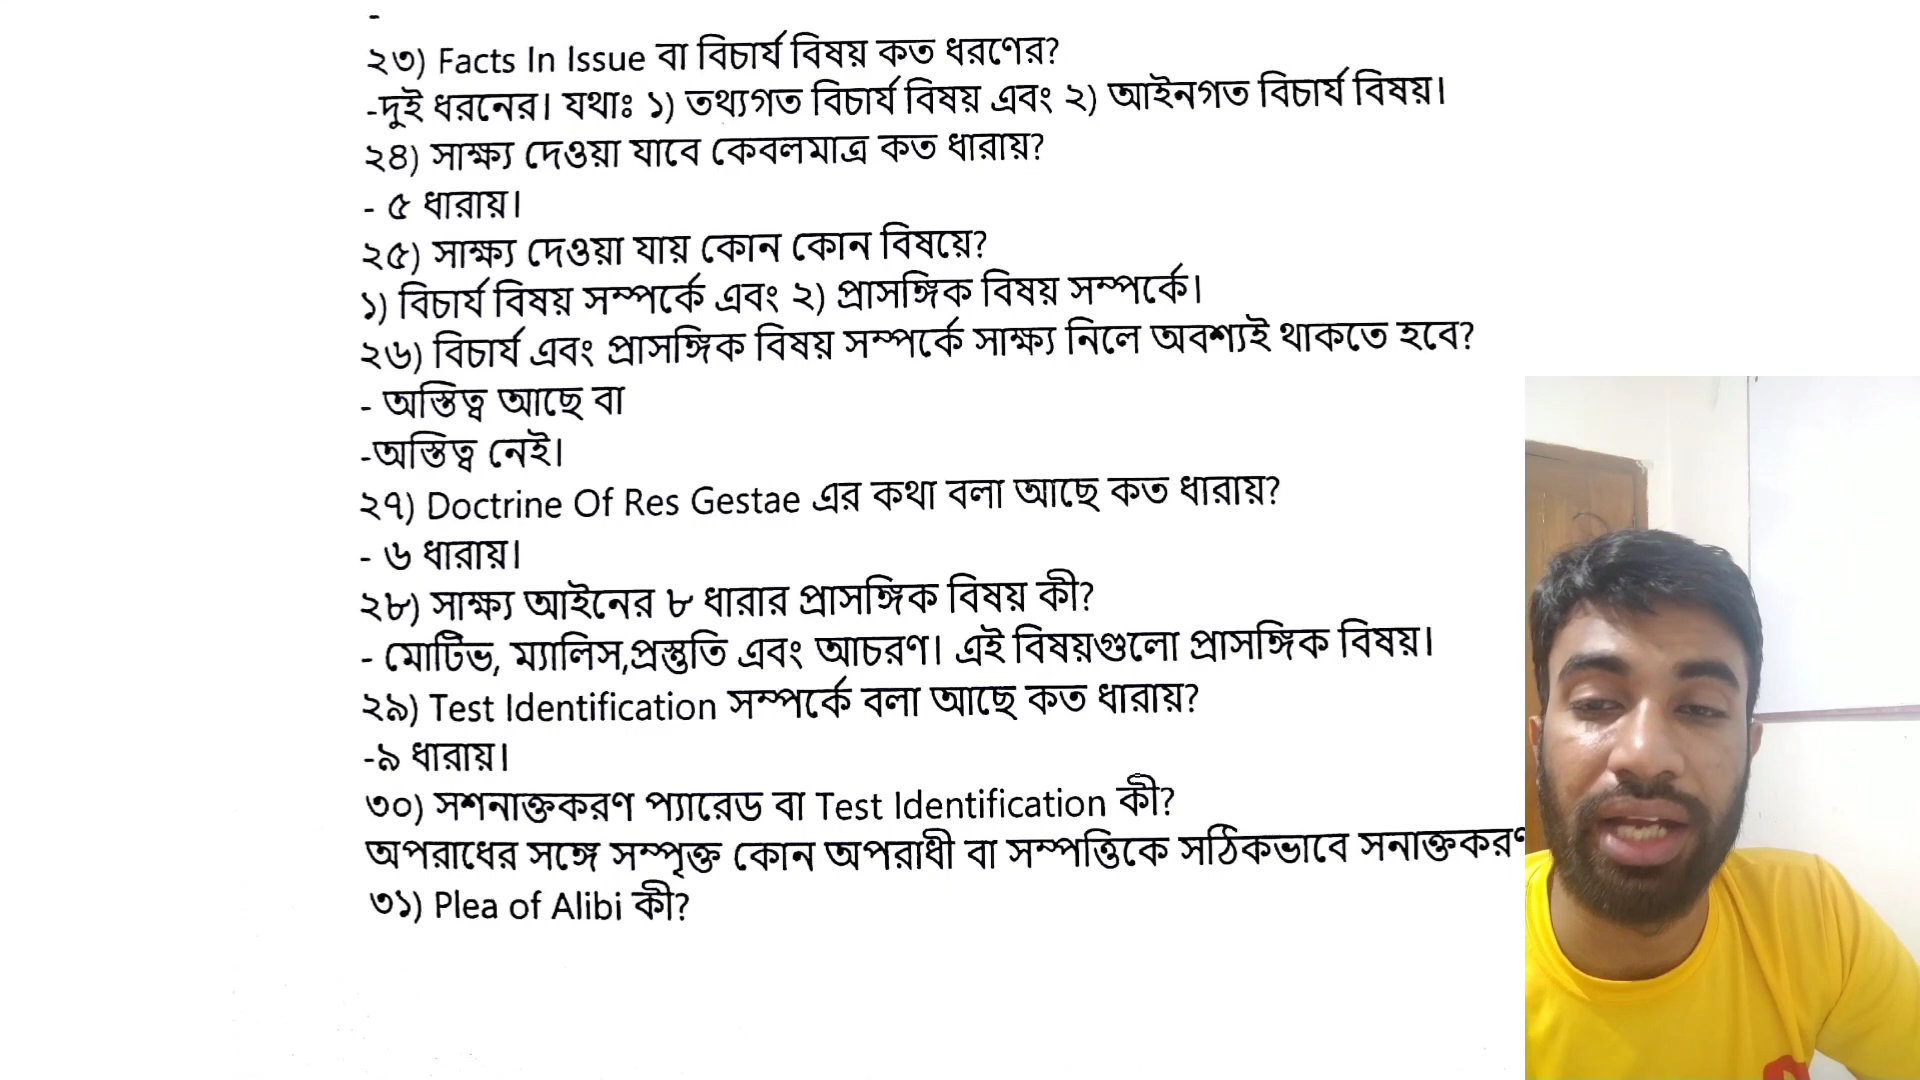 -
২৩) Facts In Issue বা বিচার্য বিষয় কত ধরণের?
-দুই ধরনের। যথাঃ ১) তথ্যগত বিচার্য বিষয় এবং ২) আইনগত বিচার্য বিষয়।
২৪) সাক্ষ্য দেওয়া যাবে কেবলমাত্র কত ধারায়?
- ৫ ধারায়।
২৫) সাক্ষ্য দেওয়া যায় কোন কোন বিষয়ে?
১) বিচার্য বিষয় সম্পর্কে এবং ২) প্রাসঙ্গিক বিষয় সম্পর্কে।
২৬) বিচার্য এবং প্রাসঙ্গিক বিষয় সম্পর্কে সাক্ষ্য নিলে অবশ্যই থাকতে হবে?
- অস্তিত্ব আছে বা
-অস্তিত্ব নেই।
২৭) Doctrine Of Res Gestae এর কথা বলা আছে কত ধারায়?
- ৬ ধারায়।
২৮) সাক্ষ্য আইনের ৮ ধারার প্রাসঙ্গিক বিষয় কী?
- মোটিভ, ম্যালিস,প্রস্তুতি এবং আচরণ। এই বিষয়গুলো প্রাসঙ্গিক বিষয়।
২৯) Test Identification সম্পর্কে বলা আছে কত ধারায়?
-৯ ধারায়।
৩০) সশনাক্তকরণ প্যারেড বা Test Identification কী?
অপরাধের সঙ্গে সম্পৃক্ত কোন অপরাধী বা সম্পত্তিকে সঠিকভাবে সনাক্তকরণ
৩১) Plea of Alibi কী?